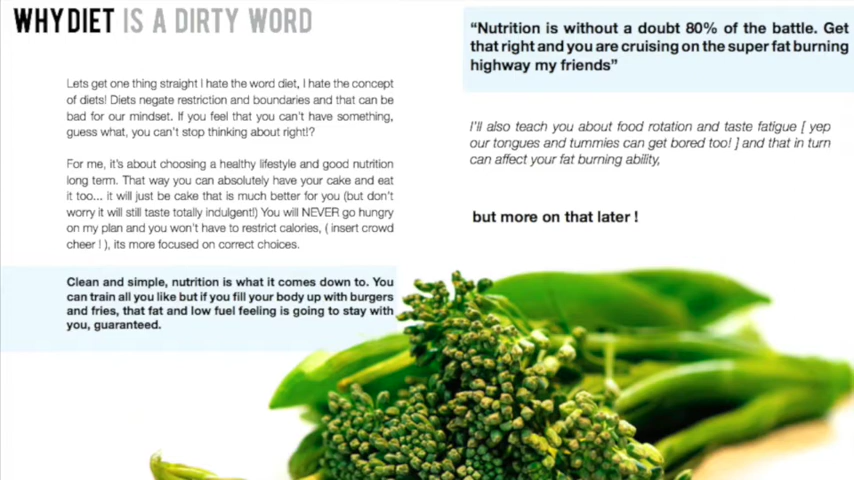 WHY DIET IS A DIRTY WORD
Lets get one thing straight I hate the word diet, I hate the concept
of diets! Diets negate restriction and boundaries and that can be
bad for our mindset. If you feel that you can't have something,
guess what, you can't stop thinking about right!?
For me, it's about choosing a healthy lifestyle and good nutrition
long term. That way you can absolutely have your cake and eat
it too... it will just be cake that is much better for you (but don't
worry it will still taste totally indulgent!) You will NEVER go hungry
on my plan and you won't have to restrict calories, ( insert crowd
cheer ! ), its more focused on correct choices.
Clean and simple, nutrition is what it comes down to. You
can train all you like but if you fill your body up with burgers
and fries, that fat and low fuel feeling is going to stay with
you, guaranteed.
“Nutrition is without a doubt 80% of the battle. Get
that right and you are cruising on the super fat burning
highway my friends”
I'll also teach you about food rotation and taste fatigue [ yep
our tongues and tummies can get bored too! ] and that in turn
can affect your fat burning ability,
but more on that later !